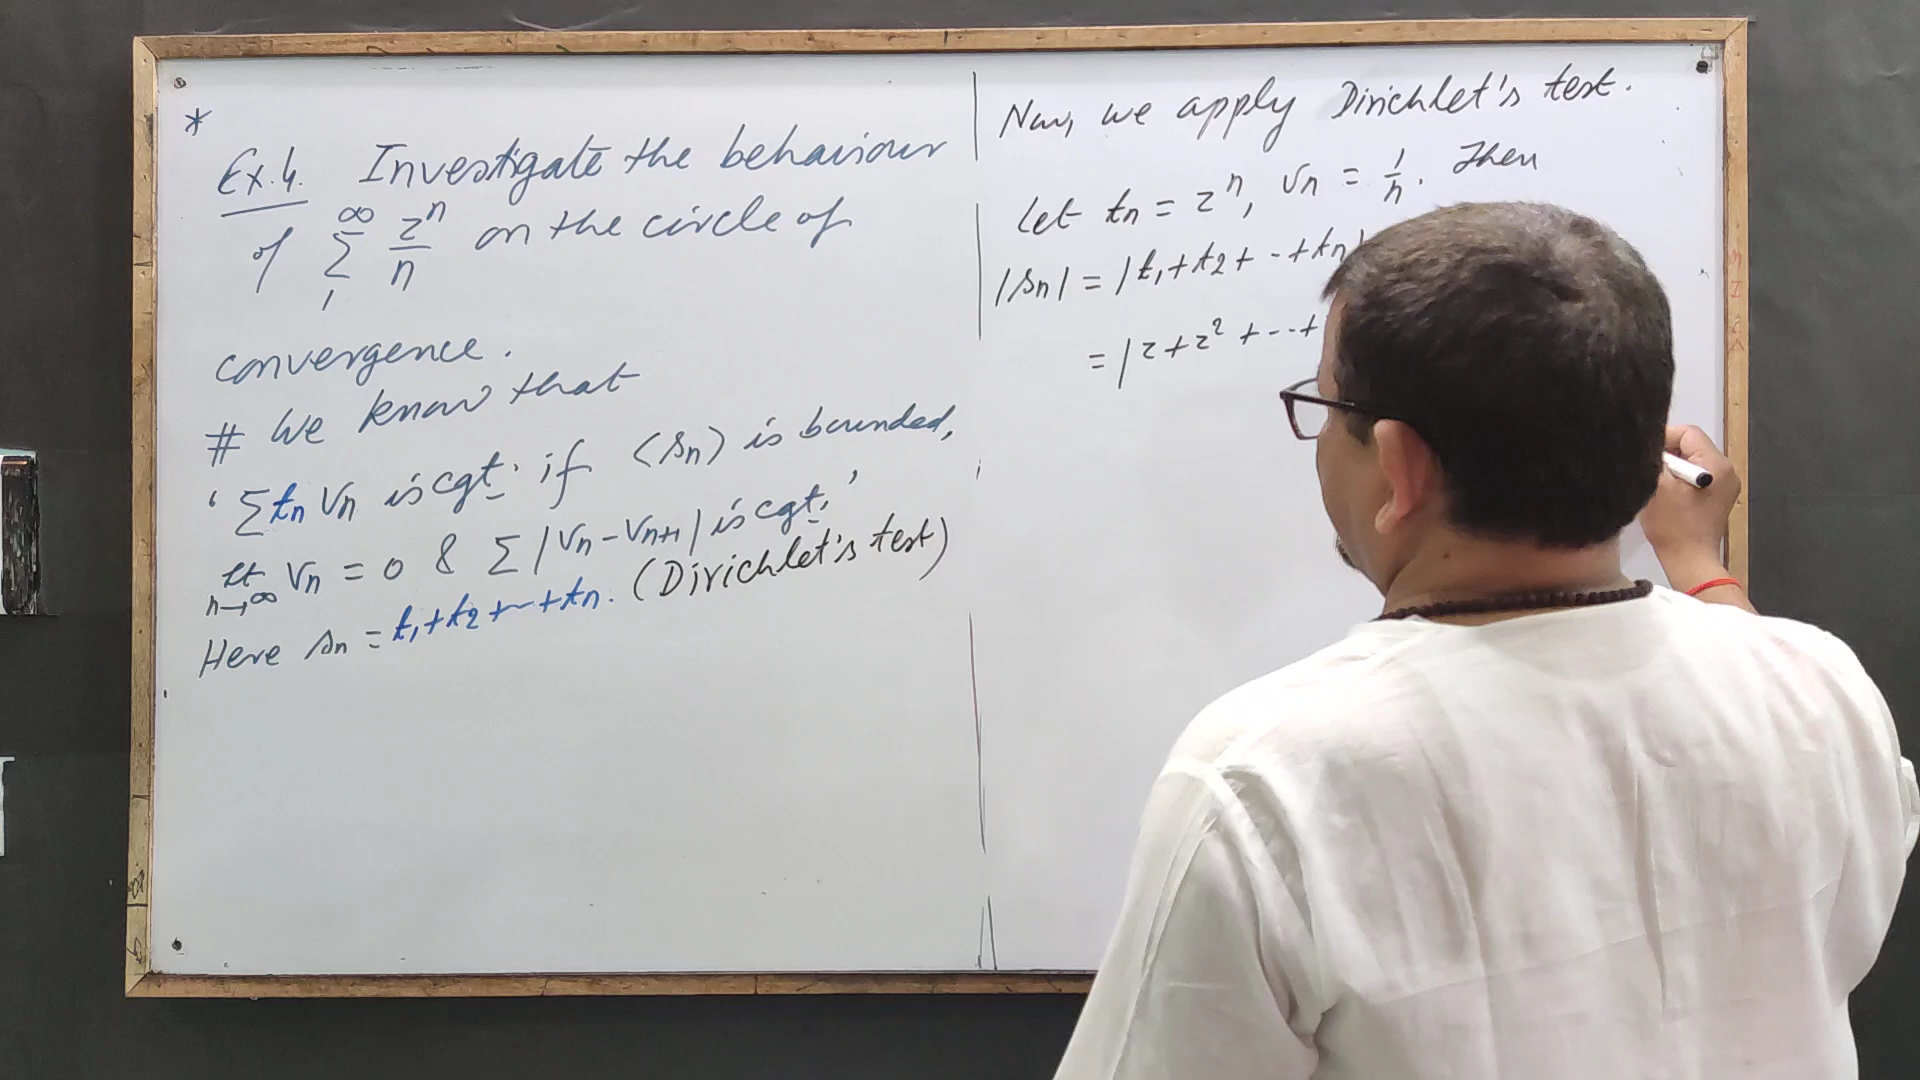 *
Ex.4. Investigate the behaviour
of ∞ ∑ 1 zⁿ/n on the circle of
convergence.
# We know that
' ∑tn Vn is cgt. if ⟨sn⟩ is bounded,
lt n→∞ Vn = 0 & ∑ |Vn - Vn+1| is cgt.'
Here sn = t1+t2+--+tn. (Dirichlet's test)
Now, we apply Dirichlet's test.
Let tn = zⁿ, Vn = 1/n. Then
|sn| = |t1+t2+--+tn|
= |z+z²+--+